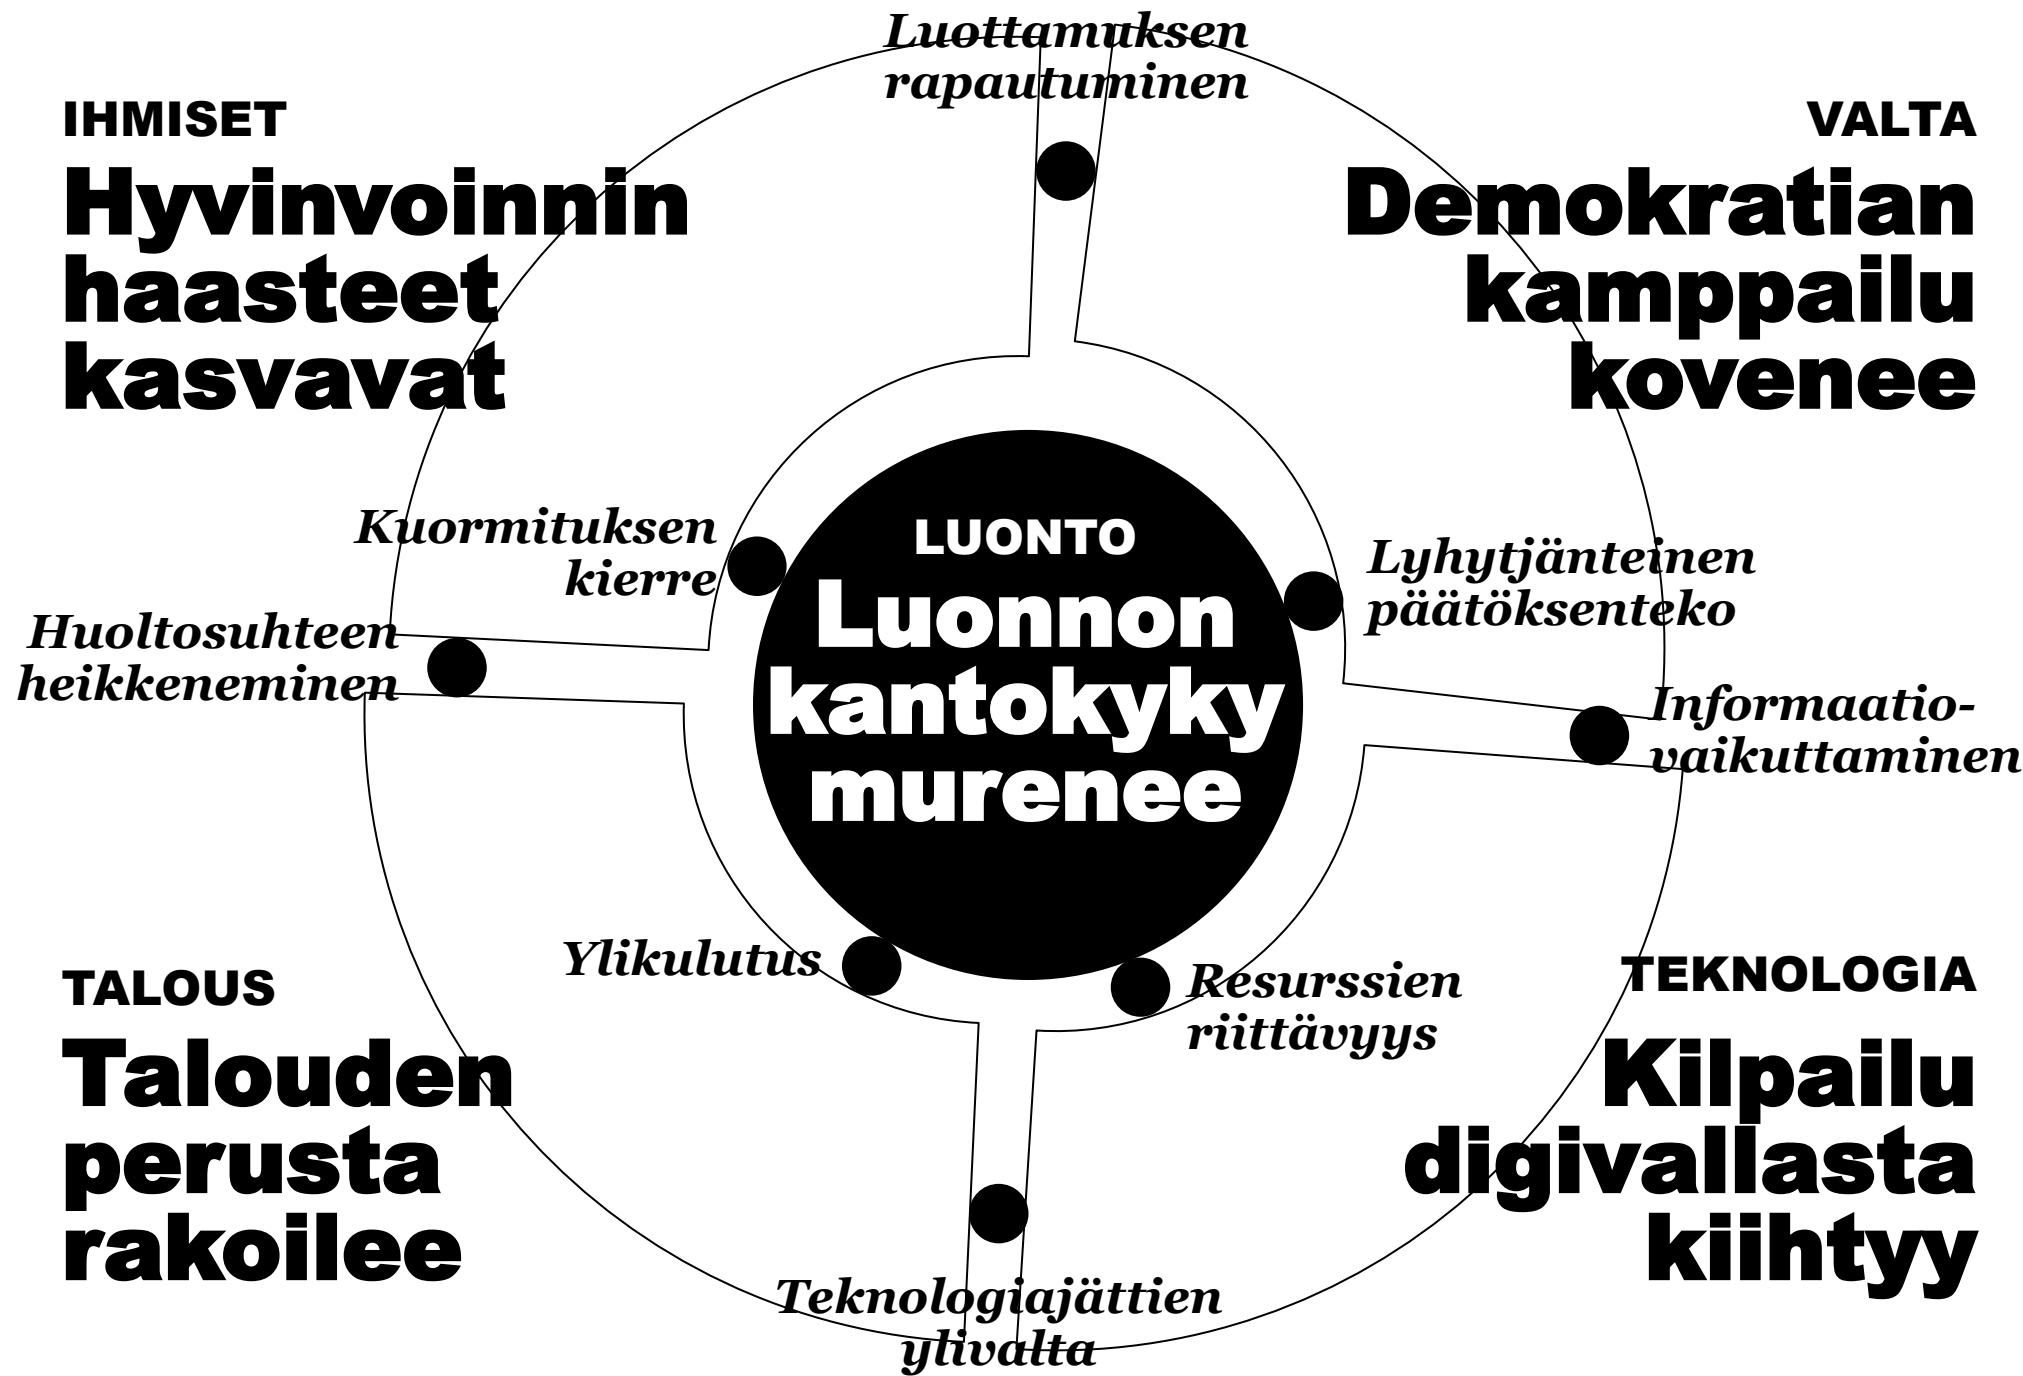 Luottamuksen
rapautuminen
IHMISET
Hyvinvoinnin
haasteet
kasvavat
VALTA
Demokratian
kamppailu
kovenee
Kuormituksen
kierre
Huoltosuhteen
heikkeneminen
LUONTO
Luonnon
kantokyky
murenee
Lyhytjänteinen
päätöksenteko
Informaatio-
vaikuttaminen
Ylikulutus
Resurssien
riittävyys
TALOUS
Talouden
perusta
rakoilee
TEKNOLOGIA
Kilpailu
digivallasta
kiihtyy
Teknologiajättien
ylivalta